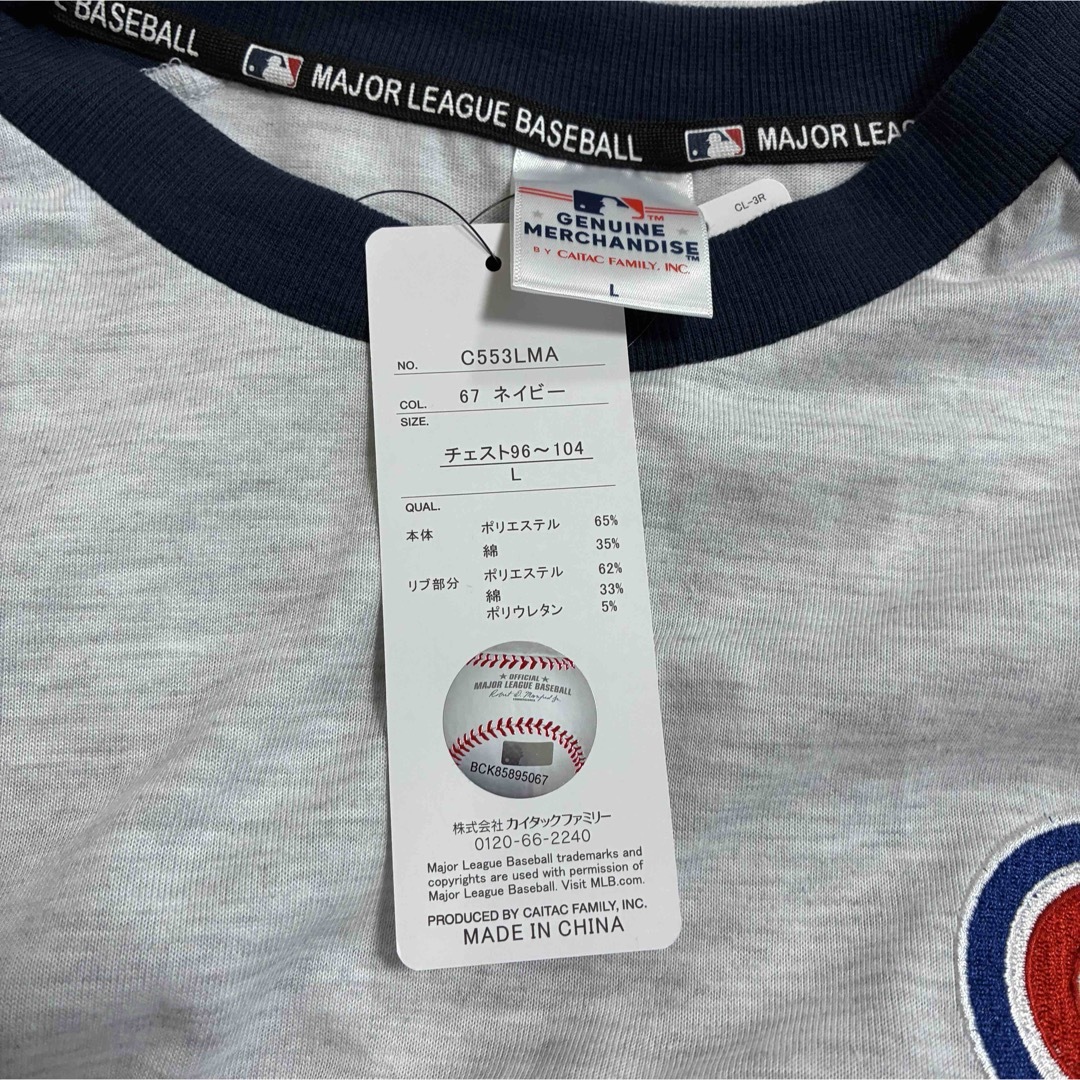 E BASEBALL MAJOR LEAGUE BASEBALL MAJOR LEAG
CL-3R
GENUINE
MERCHANDISE™
BY CAITAC FAMILY, INC.
L
NO. C553LMA
COL. 67 ネイビー
SIZE.
チェスト96〜104
L
QUAL.
本体 ポリエステル 65%
綿 35%
リブ部分 ポリエステル 62%
綿 33%
ポリウレタン 5%
★ OFFICIAL ★
MAJOR LEAGUE BASEBALL
BCK85895067
株式会社 カイタックファミリー
0120-66-2240
Major League Baseball trademarks and
copyrights are used with permission of
Major League Baseball. Visit MLB.com.
PRODUCED BY CAITAC FAMILY, INC.
MADE IN CHINA